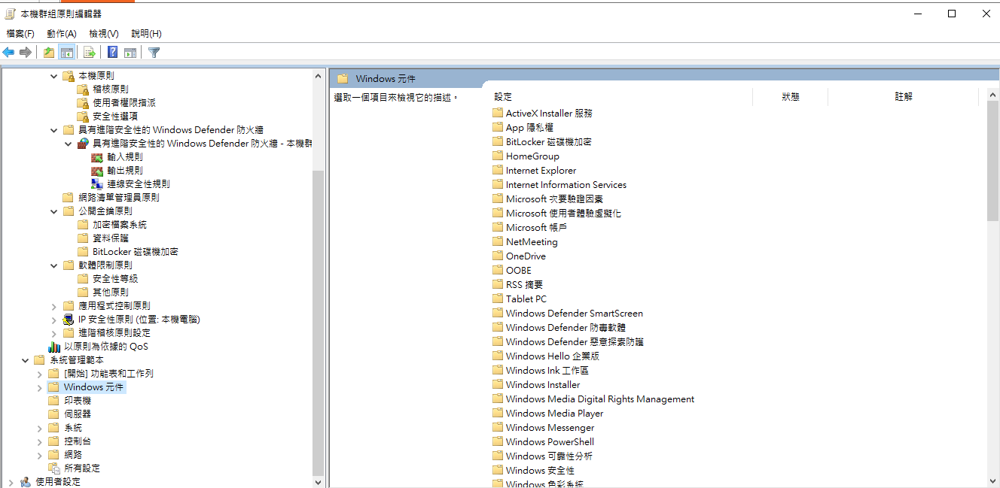 本機群組原則編輯器
檔案(F) 動作(A) 檢視(V) 說明(H)
本機原則
稽核原則
使用者權限指派
安全性選項
具有進階安全性的 Windows Defender 防火牆
具有進階安全性的 Windows Defender 防火牆 - 本機群
輸入規則
輸出規則
連線安全性規則
網路清單管理員原則
公開金鑰原則
加密檔案系統
資料保護
BitLocker 磁碟機加密
軟體限制原則
安全性等級
其他原則
應用程式控制原則
IP 安全性原則 (位置: 本機電腦)
進階稽核原則設定
以原則為依據的 QoS
系統管理範本
[開始] 功能表和工作列
Windows 元件
印表機
伺服器
系統
控制台
網路
所有設定
使用者設定
Windows 元件
選取一個項目來檢視它的描述。
設定 狀態 註解
ActiveX Installer 服務
App 隱私權
BitLocker 磁碟機加密
HomeGroup
Internet Explorer
Internet Information Services
Microsoft 次要驗證因素
Microsoft 使用者體驗虛擬化
Microsoft 帳戶
NetMeeting
OneDrive
OOBE
RSS 摘要
Tablet PC
Windows Defender SmartScreen
Windows Defender 防毒軟體
Windows Defender 惡意探索防護
Windows Hello 企業版
Windows Ink 工作區
Windows Installer
Windows Media Digital Rights Management
Windows Media Player
Windows Messenger
Windows PowerShell
Windows 可靠性分析
Windows 安全性
Windows 色彩系統